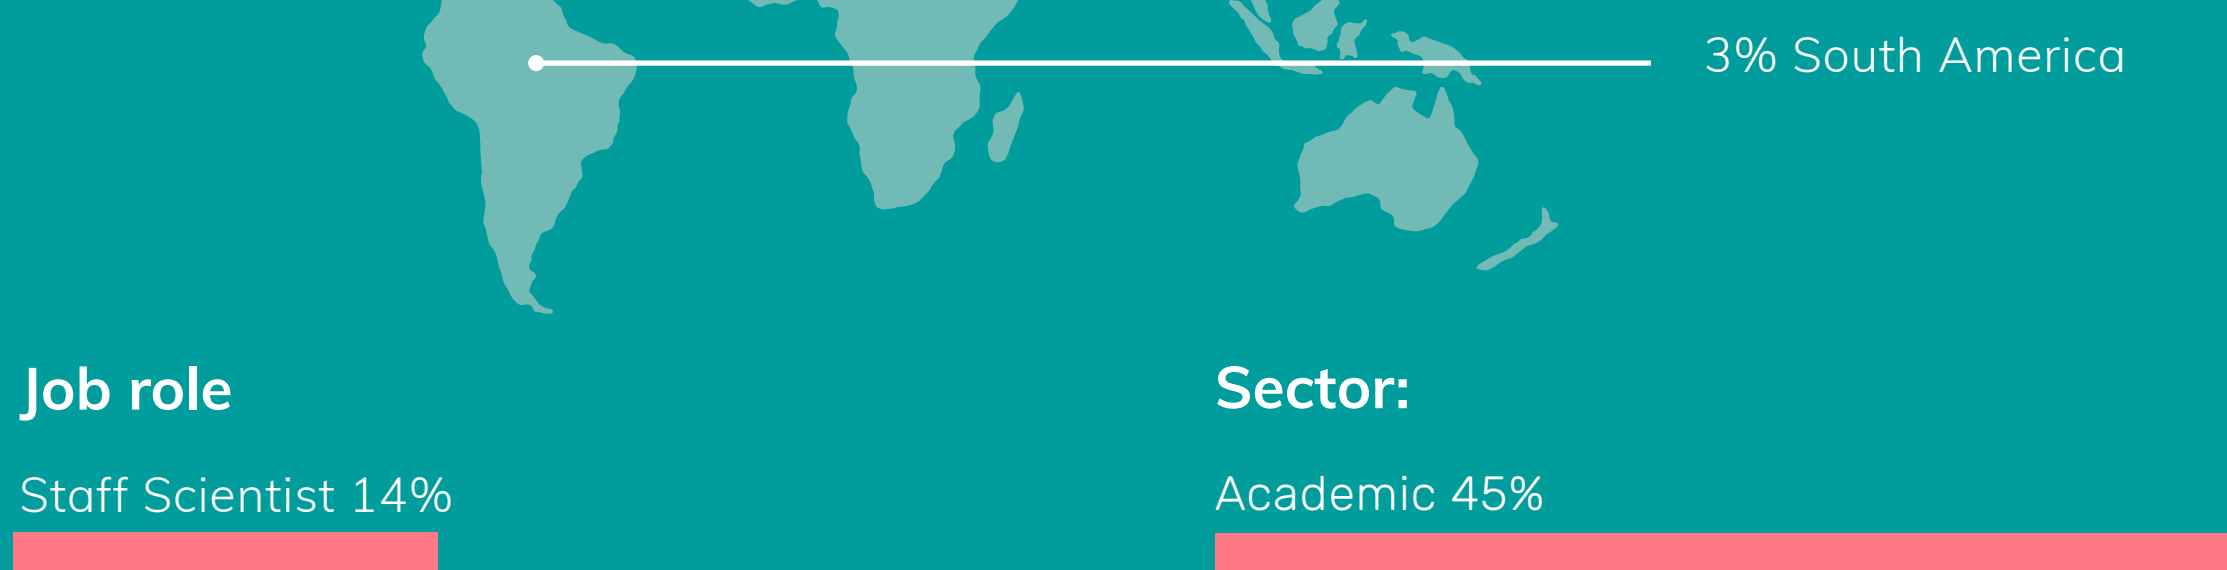 3% South America
Job role
Sector:
Staff Scientist 14%
Academic 45%